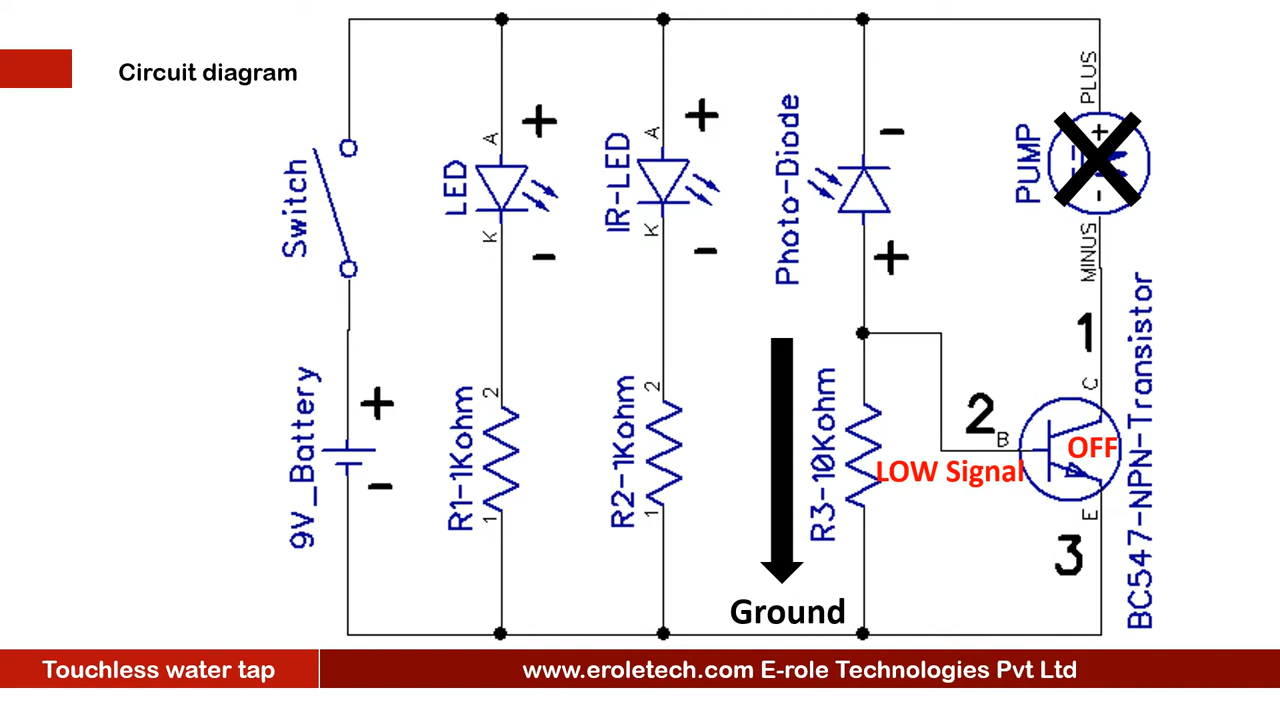 Circuit diagram
Switch
9V_Battery
+
-
LED
A
K
+
-
R1-1Kohm
2
1
IR-LED
A
K
+
-
R2-1Kohm
2
1
Photo-Diode
-
+
R3-10Kohm
LOW Signal
Ground
PUMP
PLUS
+
-
MINUS
1
C
2
B
OFF
E
3
BC547-NPN-Transistor
Touchless water tap
www.eroletech.com E-role Technologies Pvt Ltd